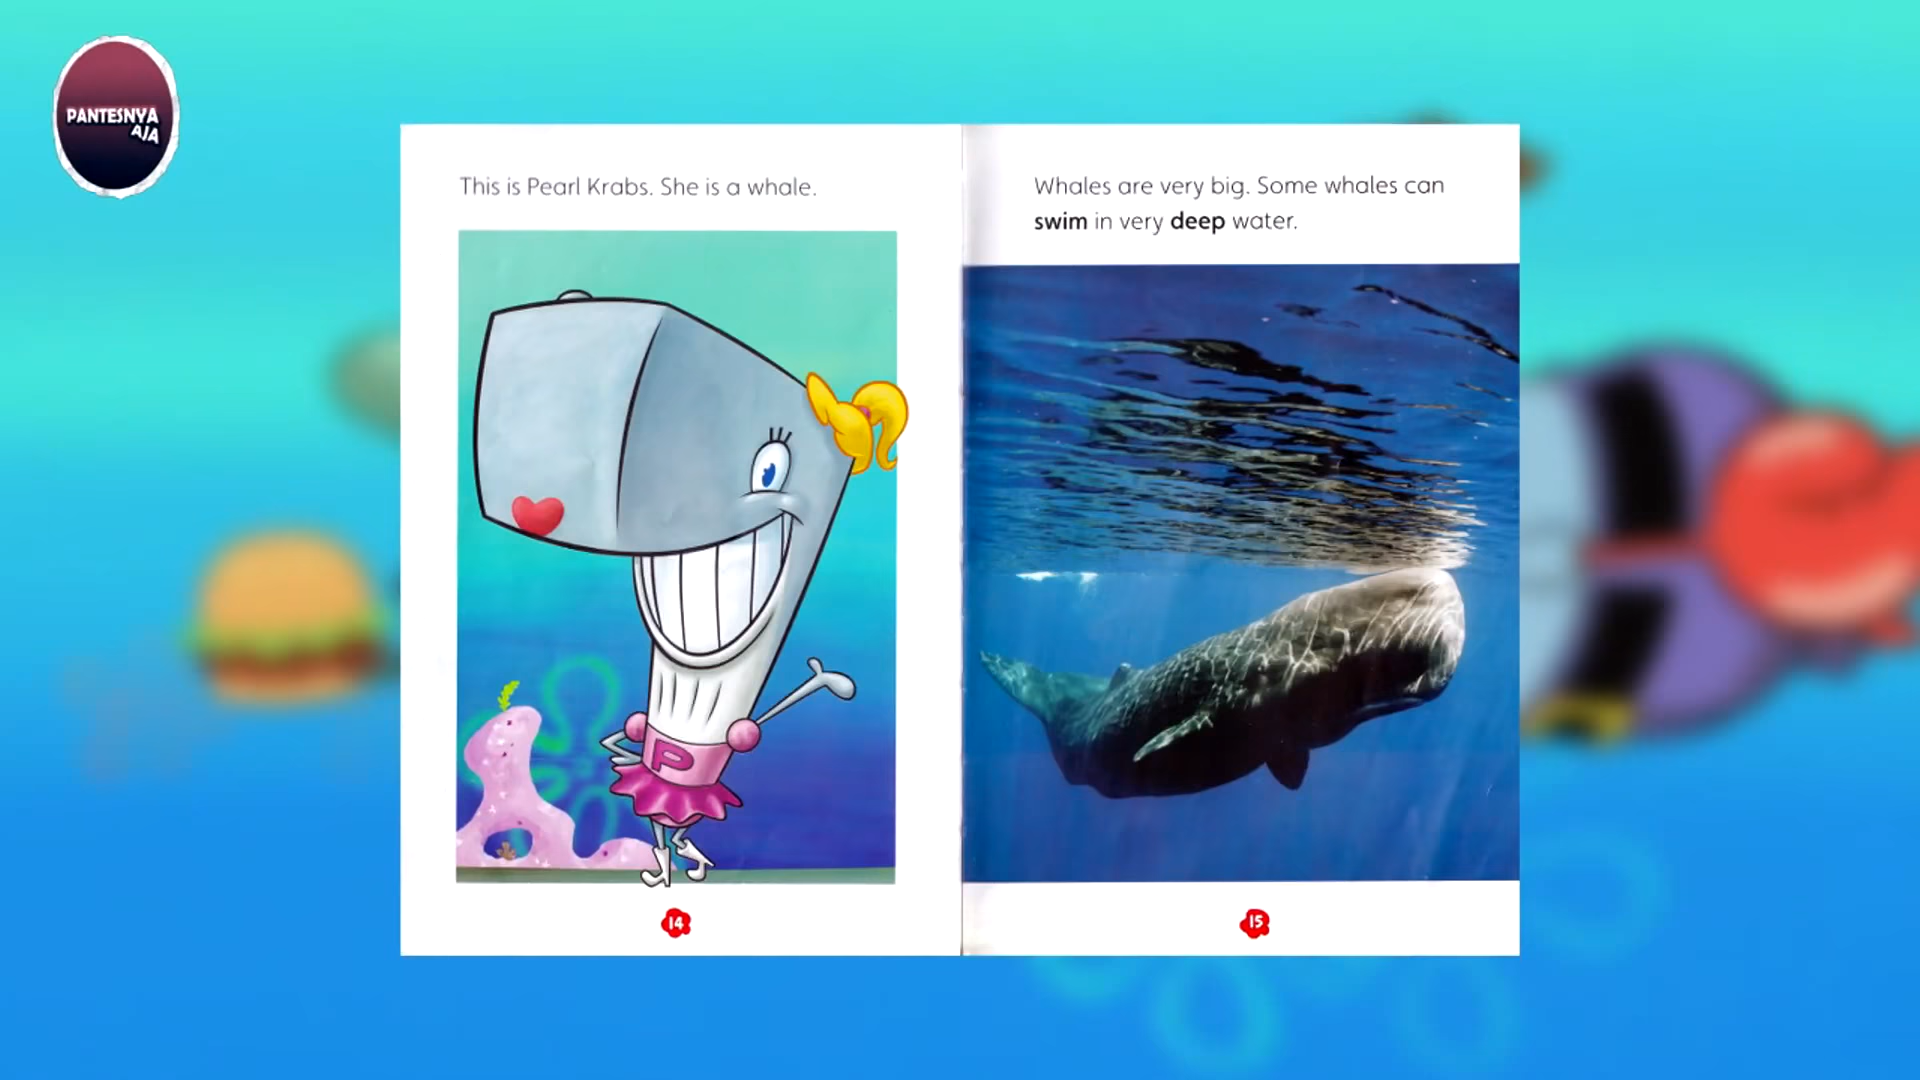 PANTESNYA
AJA
This is Pearl Krabs. She is a whale.
P
14
Whales are very big. Some whales can
swim in very deep water.
15